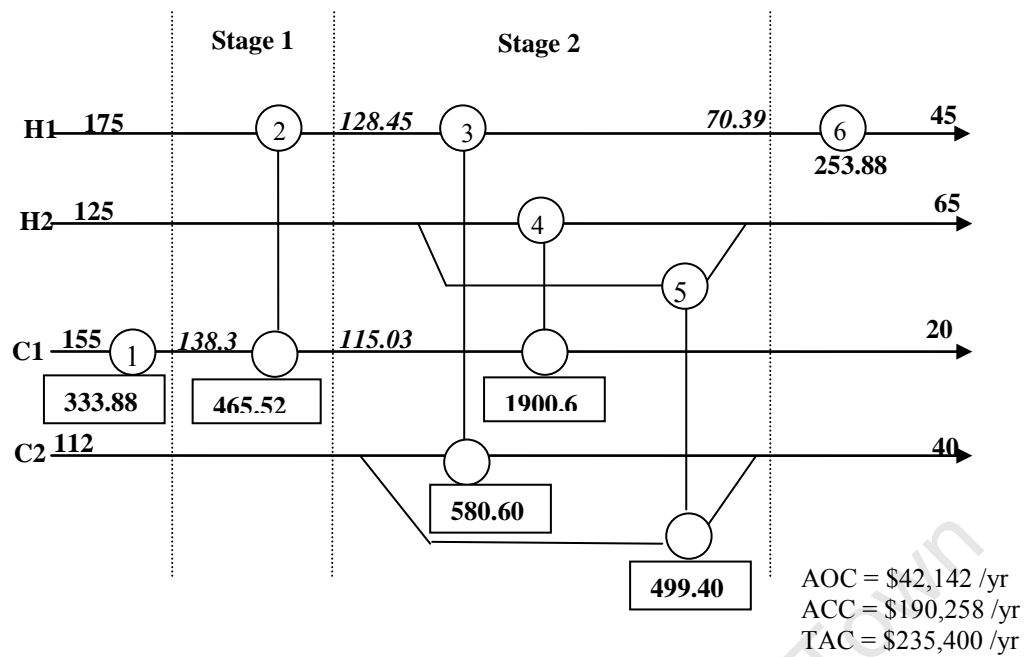 Stage 1 Stage 2
H1 175 2 128.45 3 70.39 6 45
253.88
H2 125 4 65
5
C1 155 1 138.3 115.03 20
333.88 465.52 1900.6
C2 112 40
580.60
499.40
AOC = $42,142 /yr
ACC = $190,258 /yr
TAC = $235,400 /yr
Town